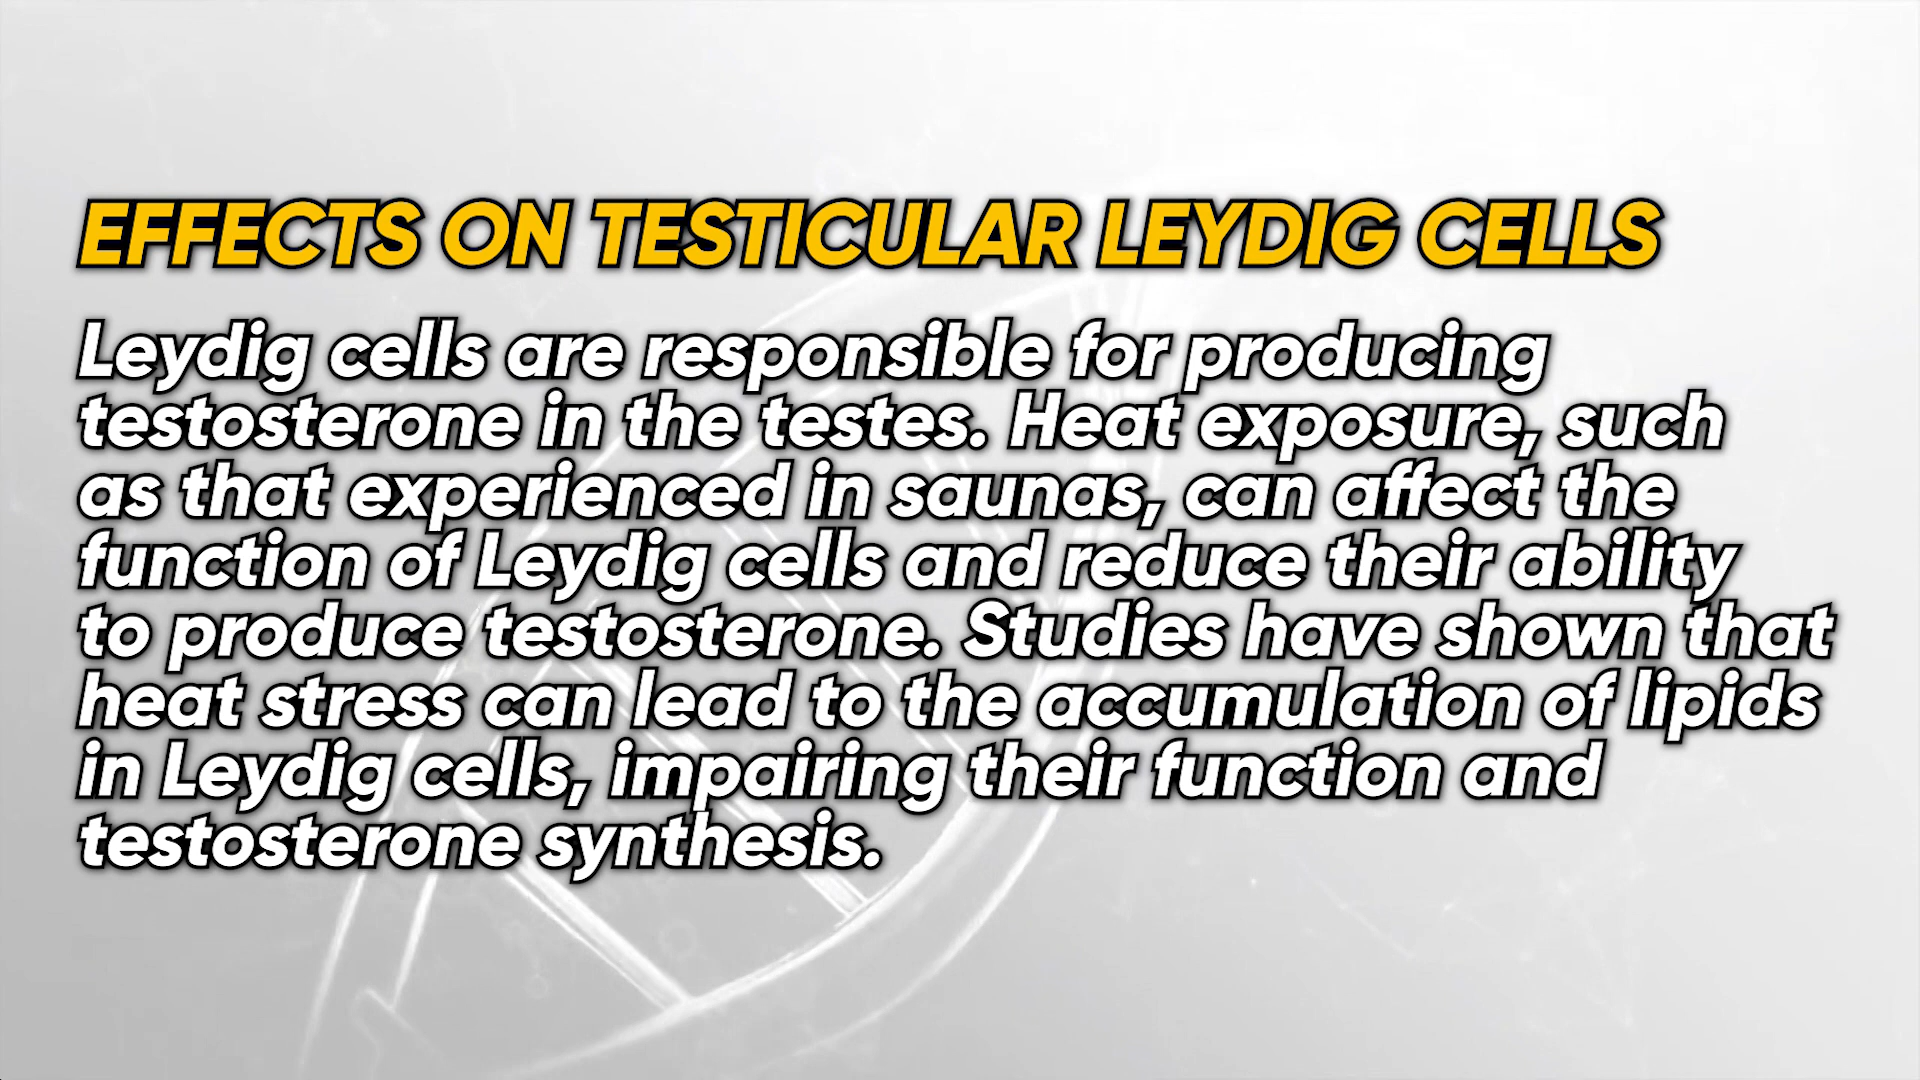 EFFECTS ON TESTICULAR LEYDIG CELLS
Leydig cells are responsible for producing
testosterone in the testes. Heat exposure, such
as that experienced in saunas, can affect the
function of Leydig cells and reduce their ability
to produce testosterone. Studies have shown that
heat stress can lead to the accumulation of lipids
in Leydig cells, impairing their function and
testosterone synthesis.